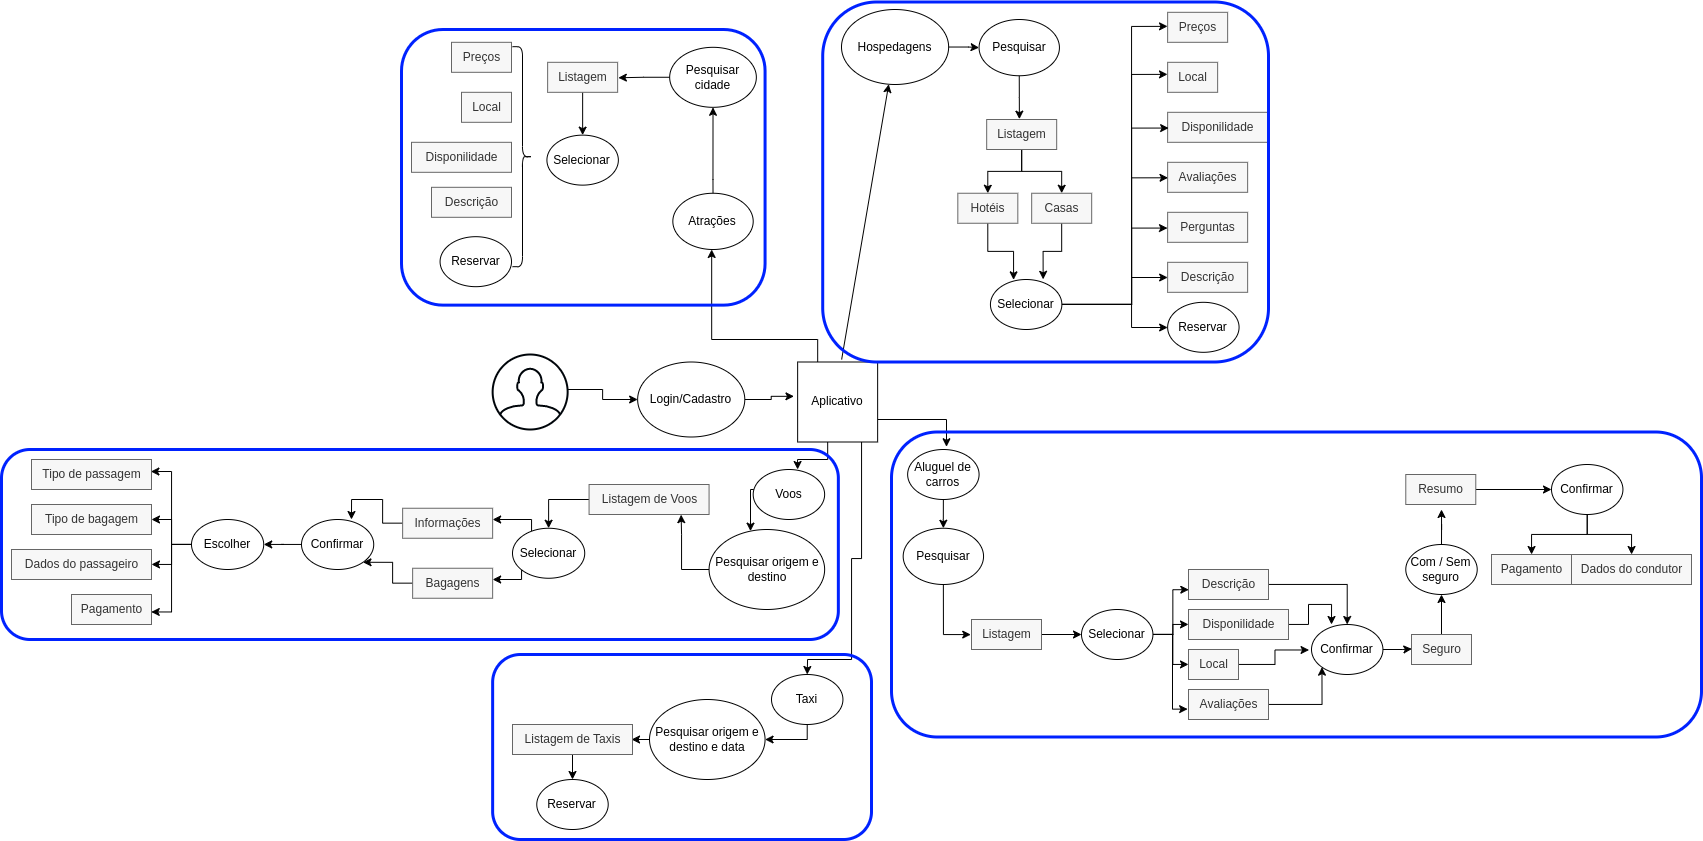 Preços
Local
Disponilidade
Descrição
Reservar
Listagem
Selecionar
Pesquisar
cidade
Atrações
Hospedagens
Pesquisar
Listagem
Hotéis
Casas
Selecionar
Preços
Local
Disponilidade
Avaliações
Perguntas
Descrição
Reservar
Login/Cadastro
Aplicativo
Voos
Pesquisar origem e
destino
Listagem de Voos
Selecionar
Informações
Bagagens
Confirmar
Escolher
Tipo de passagem
Tipo de bagagem
Dados do passageiro
Pagamento
Taxi
Pesquisar origem e
destino e data
Listagem de Taxis
Reservar
Aluguel de
carros
Pesquisar
Listagem
Selecionar
Descrição
Disponilidade
Local
Avaliações
Confirmar
Seguro
Com / Sem
seguro
Resumo
Confirmar
Pagamento
Dados do condutor